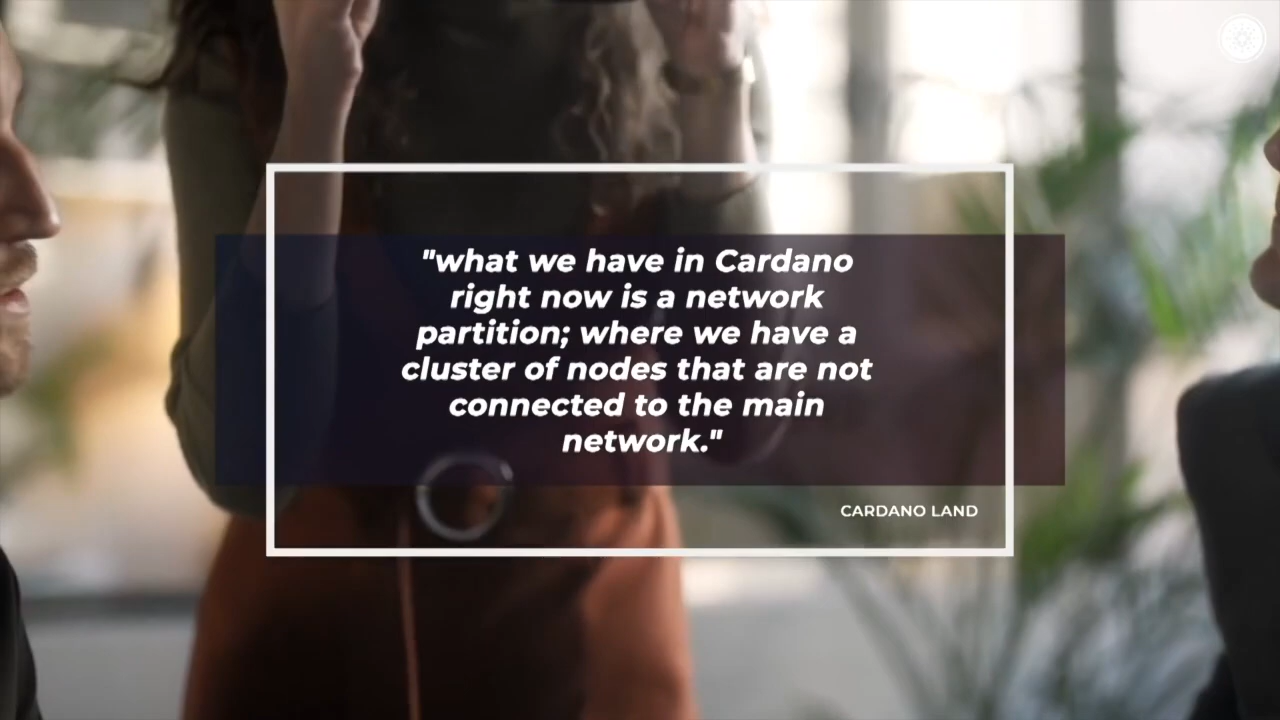 "what we have in Cardano
right now is a network
partition; where we have a
cluster of nodes that are not
connected to the main
network."
CARDANO LAND